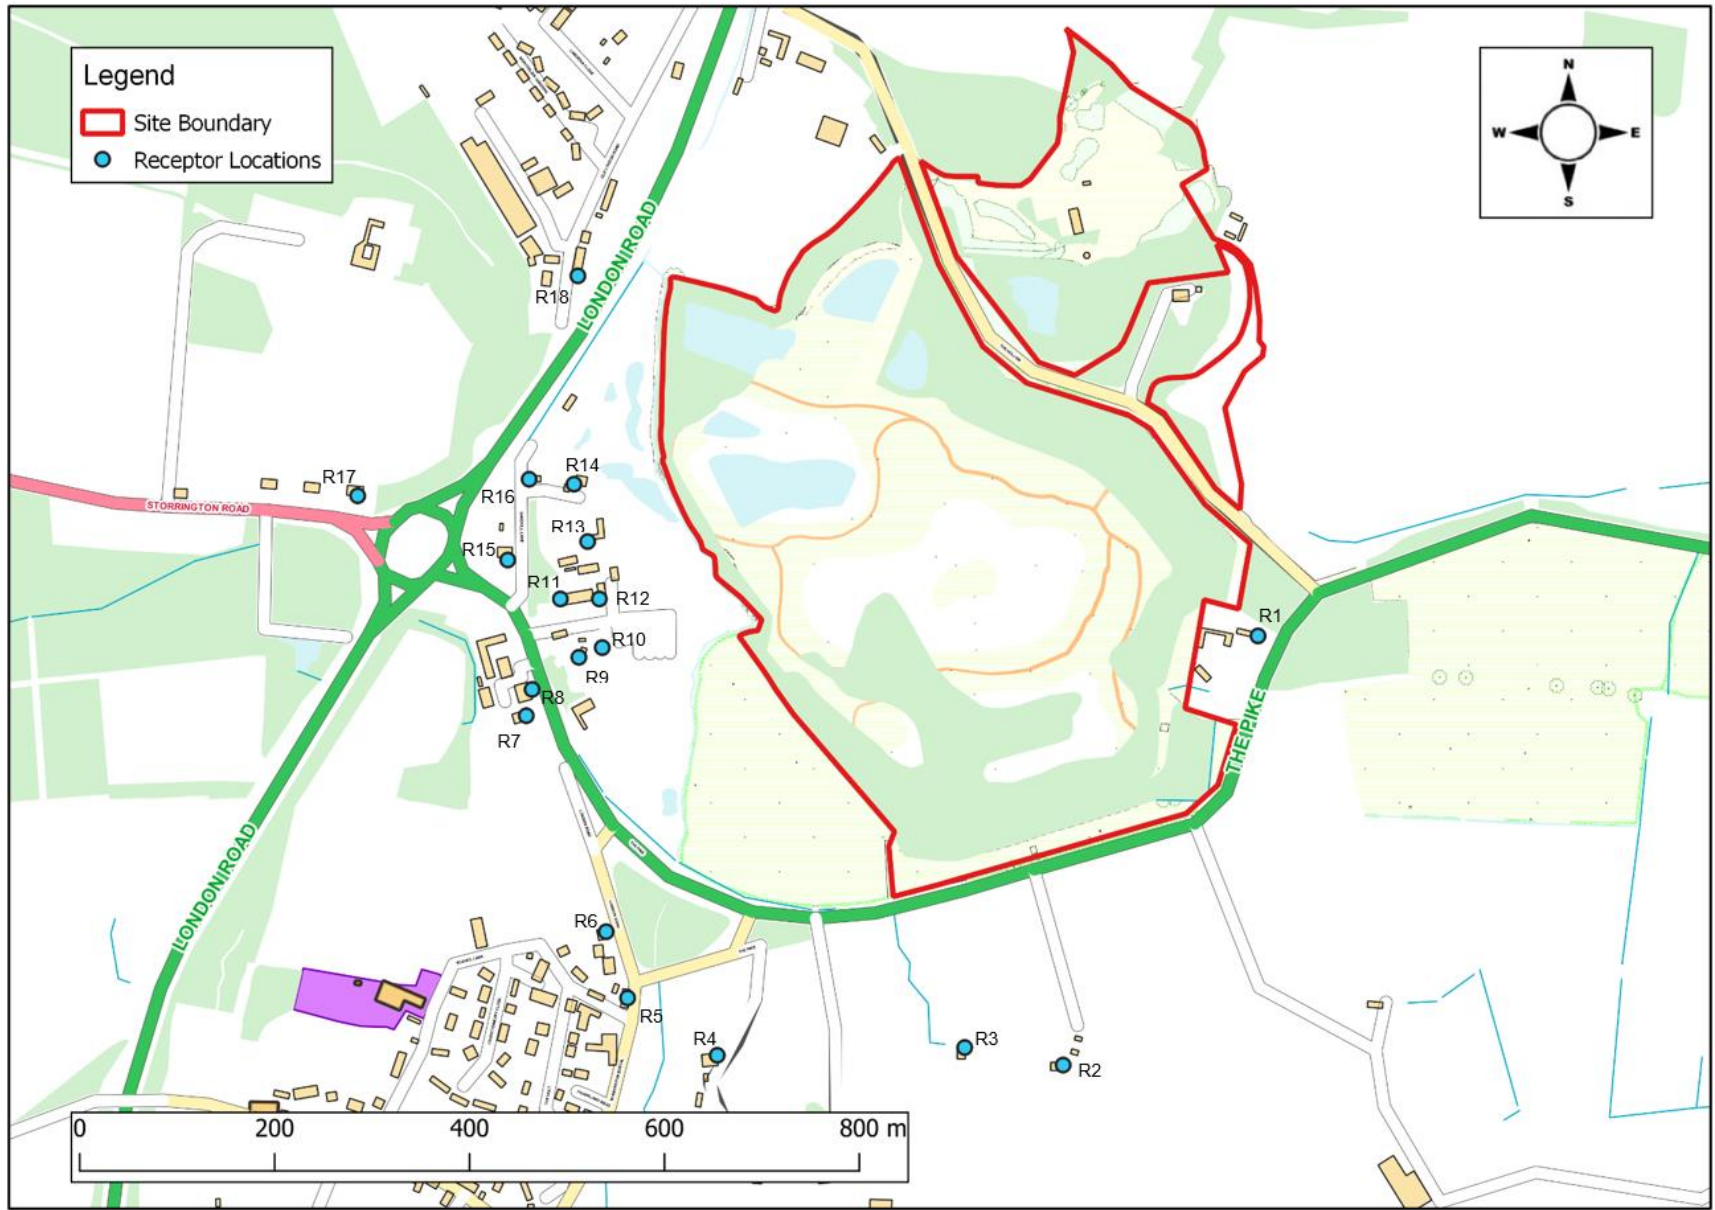 Legend
Site Boundary
Receptor Locations
N
W
E
S
LONDON ROAD
R18
R17
STORRINGTON ROAD
R14
R16
R13
R15
R11
R12
R10
R9
R8
R7
R1
THE PIKE
LONDON ROAD
R6
R5
R4
R3
R2
0
200
400
600
800 m